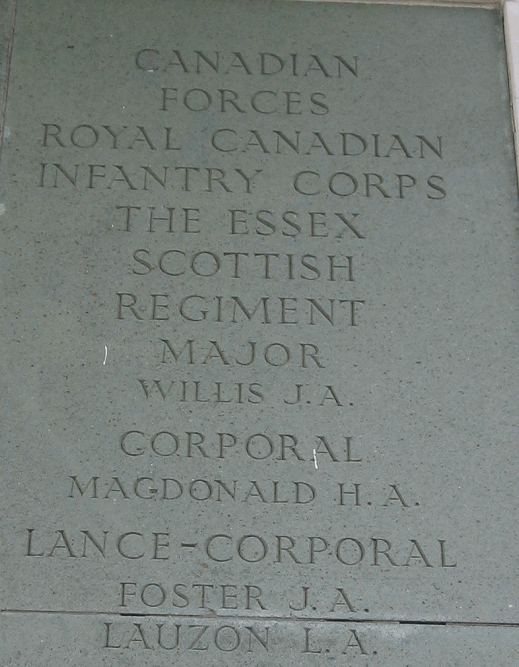 CANADIAN
FORCES
ROYAL CANADIAN
INFANTRY CORPS
THE ESSEX
SCOTTISH
REGIMENT
MAJOR
WILLIS J.A.
CORPORAL
MACDONALD H.A.
LANCE-CORPORAL
FOSTER J.A.
LAUZON L.A.